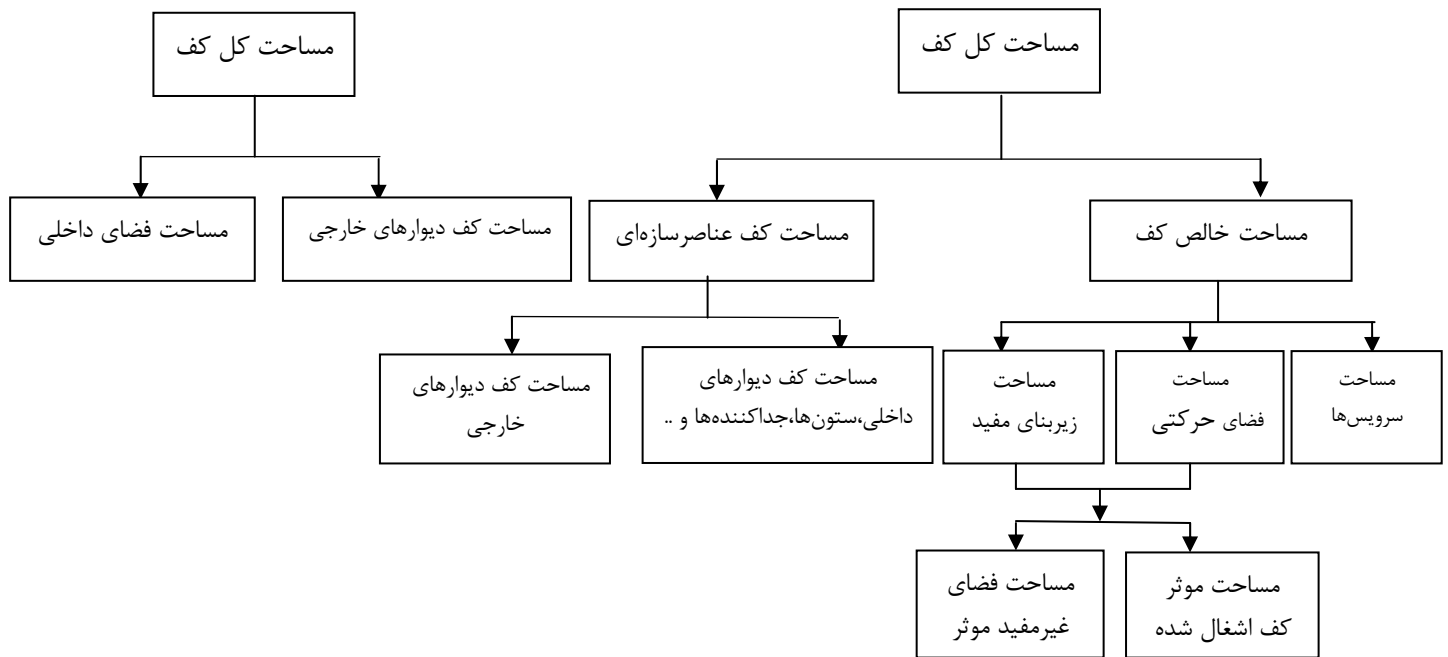 مساحت کل کف
مساحت کل کف
مساحت خالص کف
مساحت کف عناصرسازه‌ای
مساحت کف دیوارهای خارجی
مساحت فضای داخلی
مساحت
سرویس‌ها
مساحت
فضای حرکتی
مساحت
زیربنای مفید
مساحت کف دیوارهای
داخلی،ستون‌ها،جداکننده‌ها و ..
مساحت کف دیوارهای
خارجی
مساحت موثر
کف اشغال شده
مساحت فضای
غیرمفید موثر